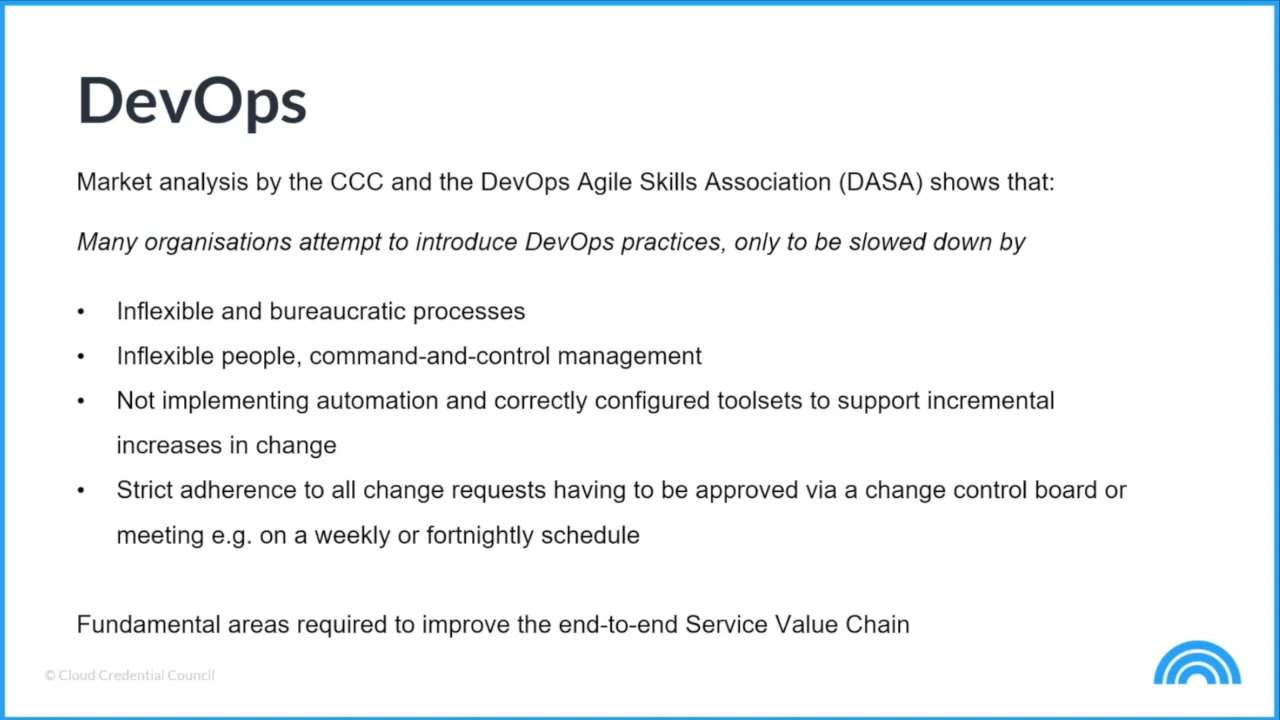 DevOps
Market analysis by the CCC and the DevOps Agile Skills Association (DASA) shows that:
Many organisations attempt to introduce DevOps practices, only to be slowed down by
• Inflexible and bureaucratic processes
• Inflexible people, command-and-control management
• Not implementing automation and correctly configured toolsets to support incremental
increases in change
• Strict adherence to all change requests having to be approved via a change control board or
meeting e.g. on a weekly or fortnightly schedule
Fundamental areas required to improve the end-to-end Service Value Chain
© Cloud Credential Council